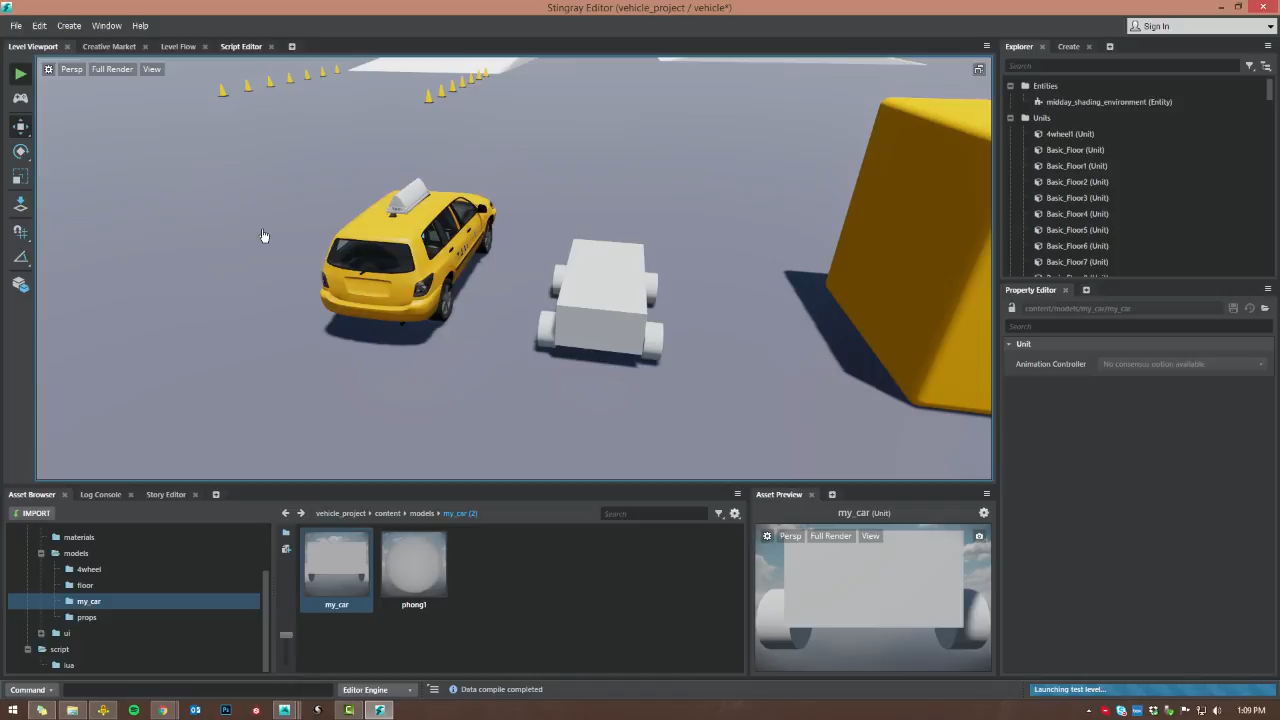 Stingray Editor (vehicle_project / vehicle*)
File Edit Create Window Help
Sign In
Level Viewport Creative Market Level Flow Script Editor
Explorer Create
Persp Full Render View
Search
Entities
midday_shading_environment (Entity)
Units
4wheel1 (Unit)
Basic_Floor (Unit)
Basic_Floor1 (Unit)
Basic_Floor2 (Unit)
Basic_Floor3 (Unit)
Basic_Floor4 (Unit)
Basic_Floor5 (Unit)
Basic_Floor6 (Unit)
Basic_Floor7 (Unit)
Property Editor
content/models/my_car/my_car
Search
Unit
Animation Controller No consensus option available
Asset Browser Log Console Story Editor
Asset Preview
IMPORT
vehicle_project content models my_car (2)
Search
my_car (Unit)
materials
models
4wheel
floor
my_car
props
ui
script
lua
my_car
phong1
Persp Full Render View
Command
Editor Engine
Data compile completed
Launching test level...
1:09 PM